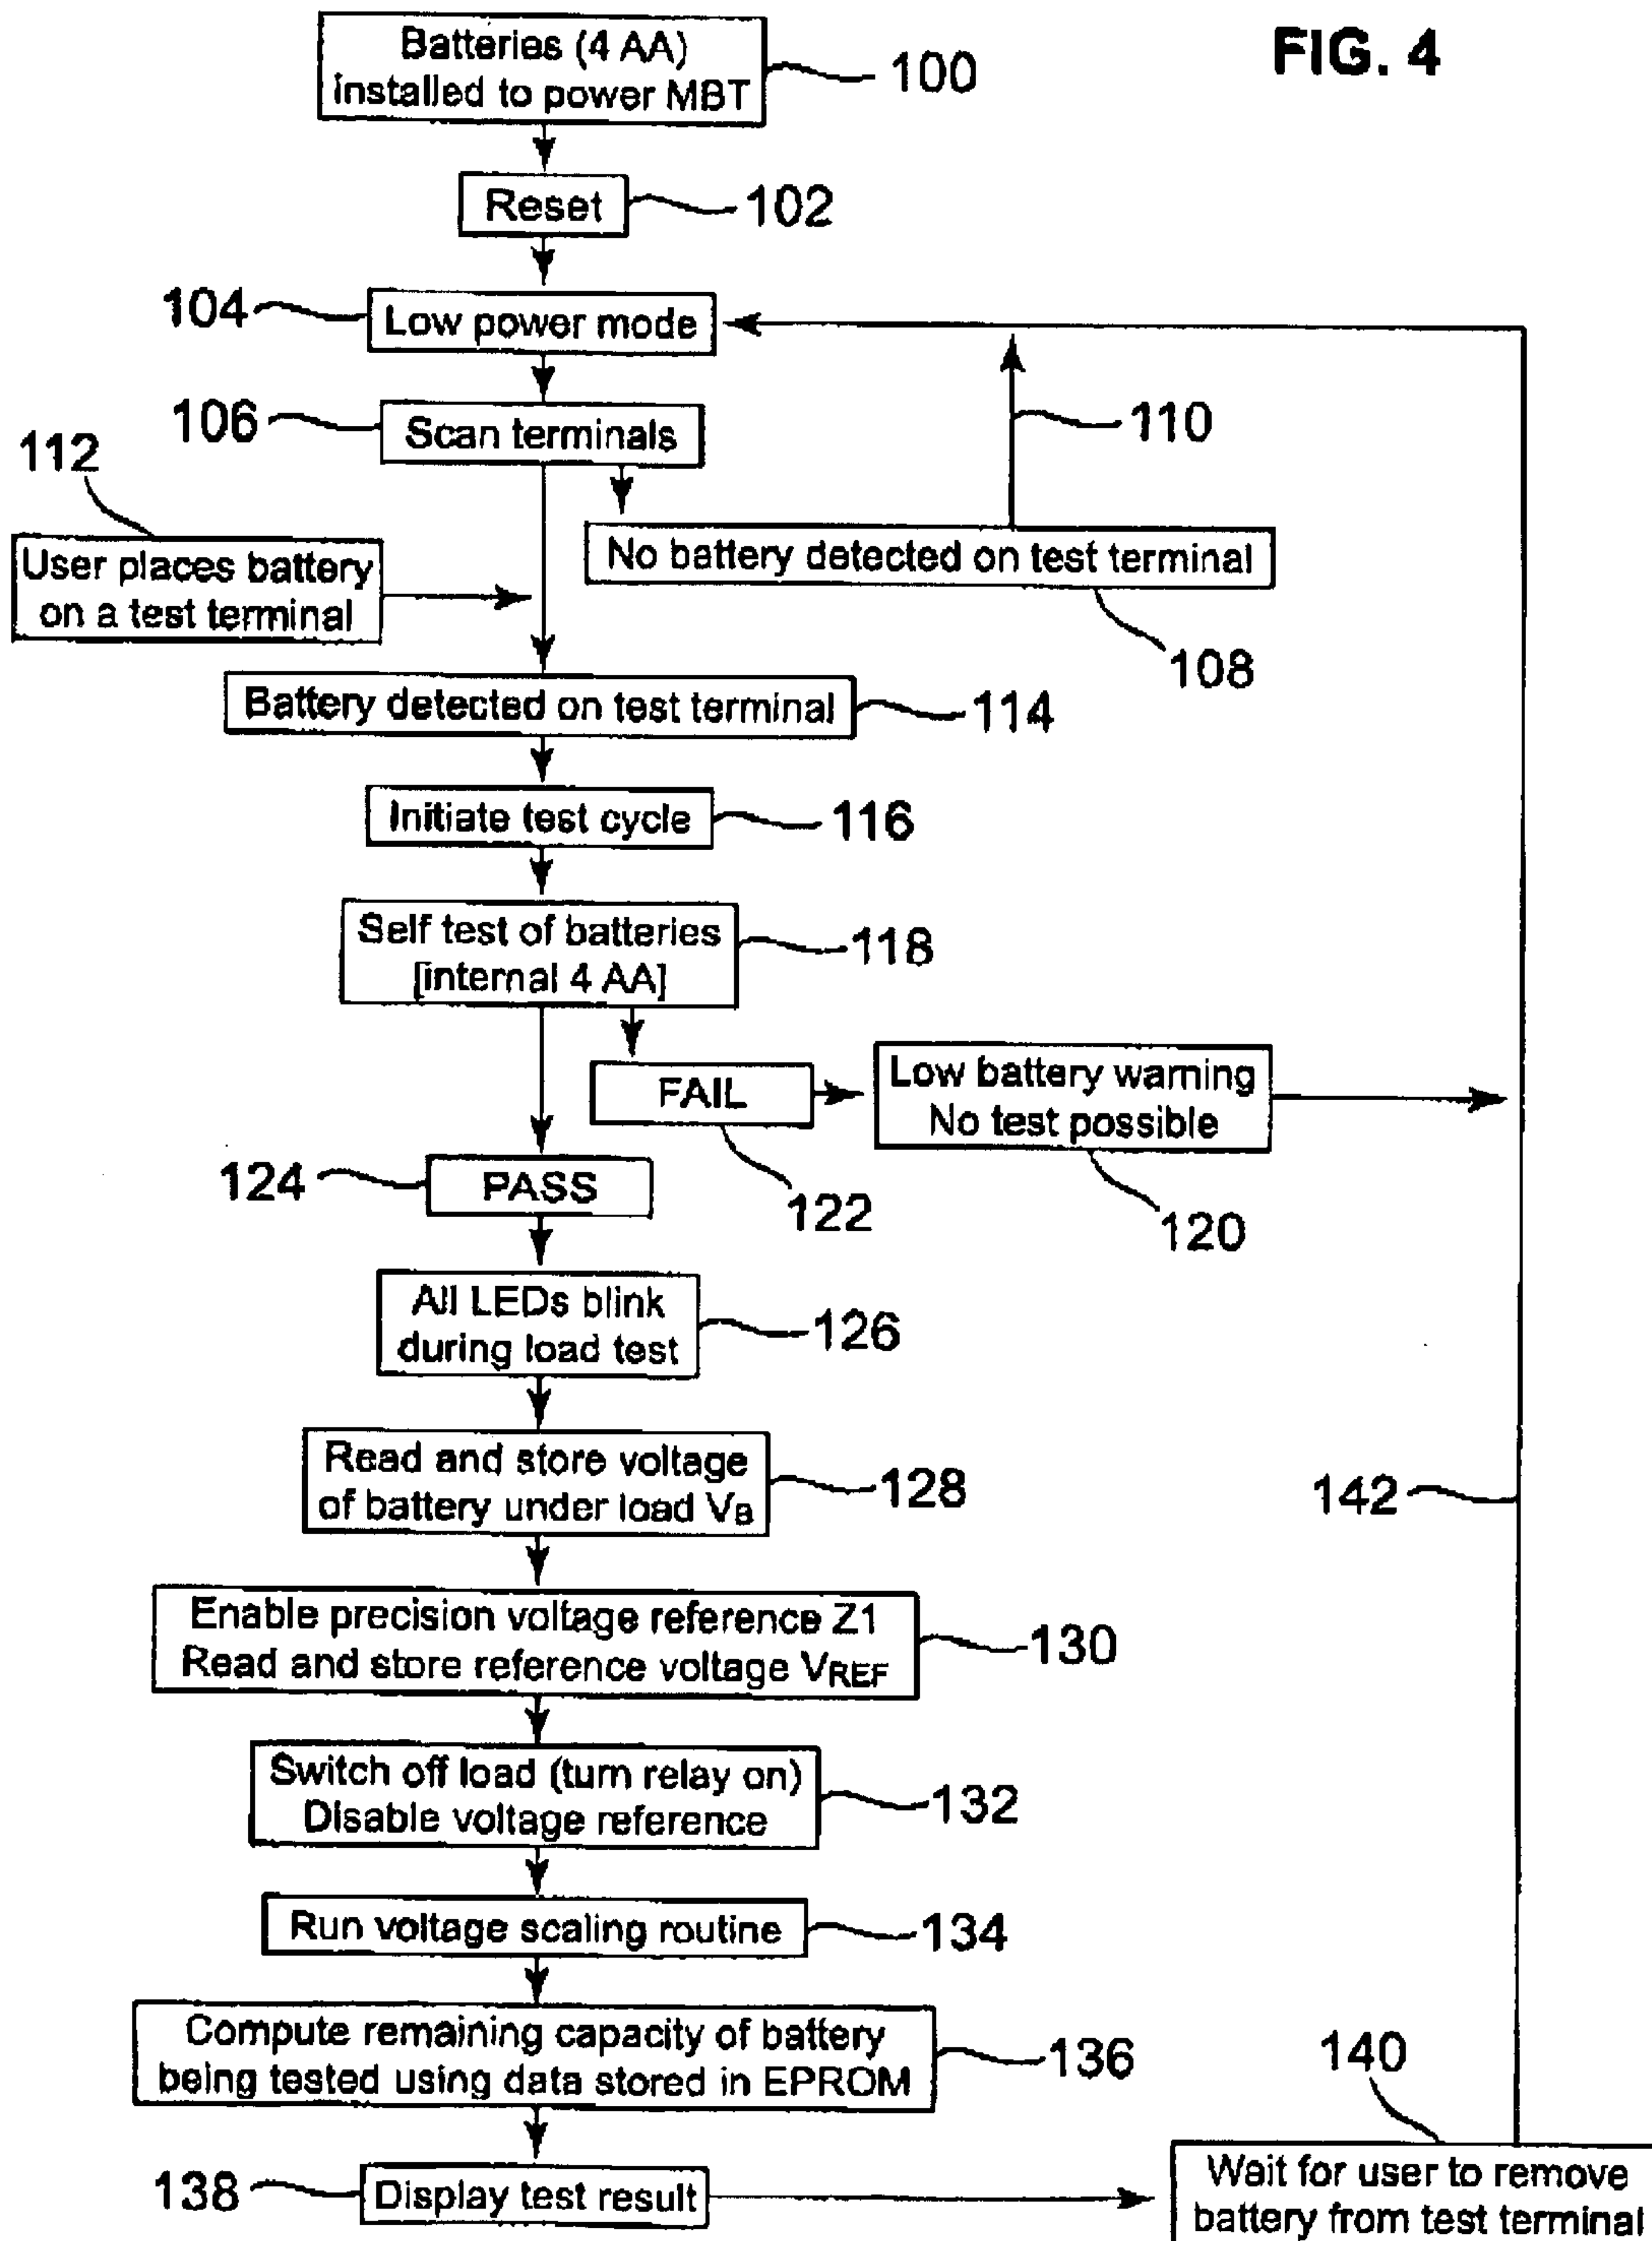 FIG. 4
Batteries (4 AA)
installed to power MBT
100
Reset
102
104
Low power mode
106
Scan terminals
110
112
User places battery
on a test terminal
No battery detected on test terminal
108
Battery detected on test terminal
114
Initiate test cycle
116
Self test of batteries
[internal 4 AA]
118
FAIL
122
Low battery warning
No test possible
120
124
PASS
All LEDs blink
during load test
126
Read and store voltage
of battery under load VB
128
142
Enable precision voltage reference Z1
Read and store reference voltage VREF
130
Switch off load (turn relay on)
Disable voltage reference
132
Run voltage scaling routine
134
Compute remaining capacity of battery
being tested using data stored in EPROM
136
138
Display test result
140
Wait for user to remove
battery from test terminal